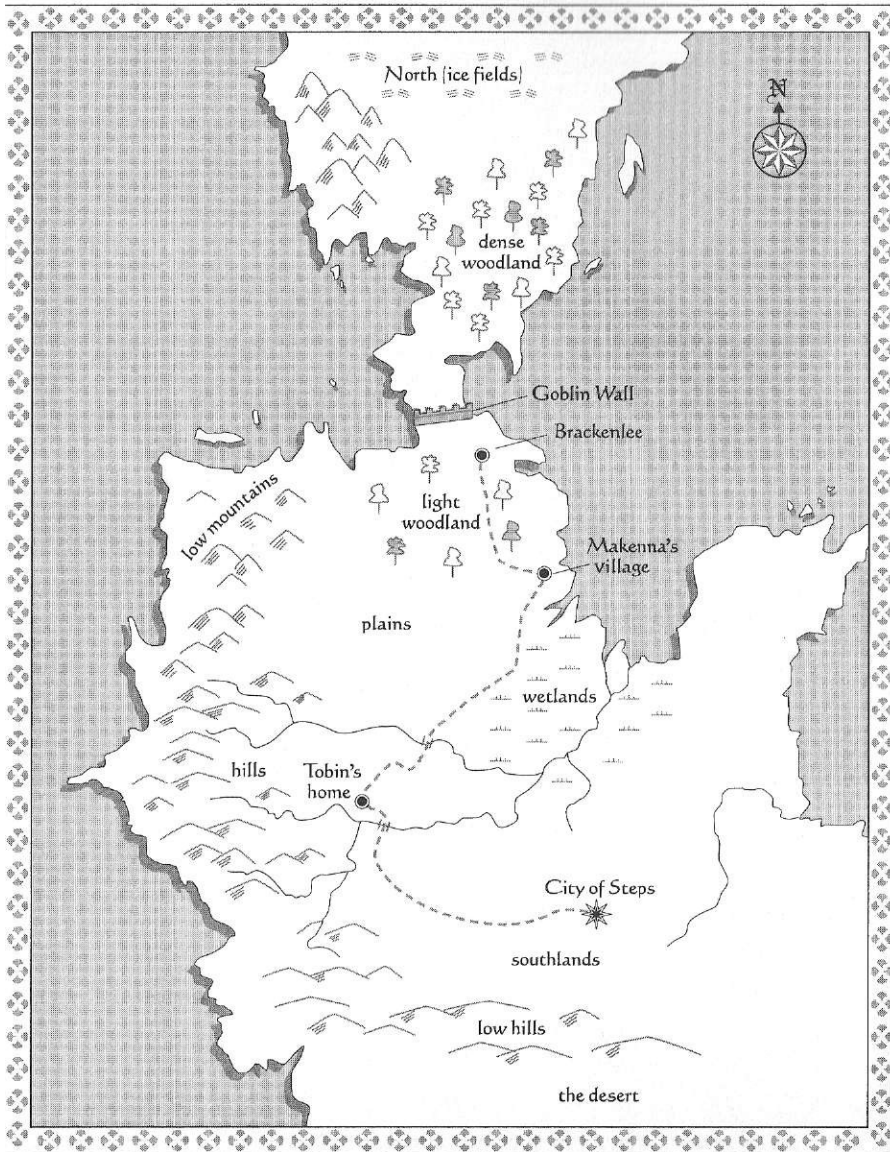 North (ice fields)
N
dense
woodland
Goblin Wall
Brackenlee
low mountains
light
woodland
Makenna's
village
plains
wetlands
hills
Tobin's
home
City of Steps
southlands
low hills
the desert